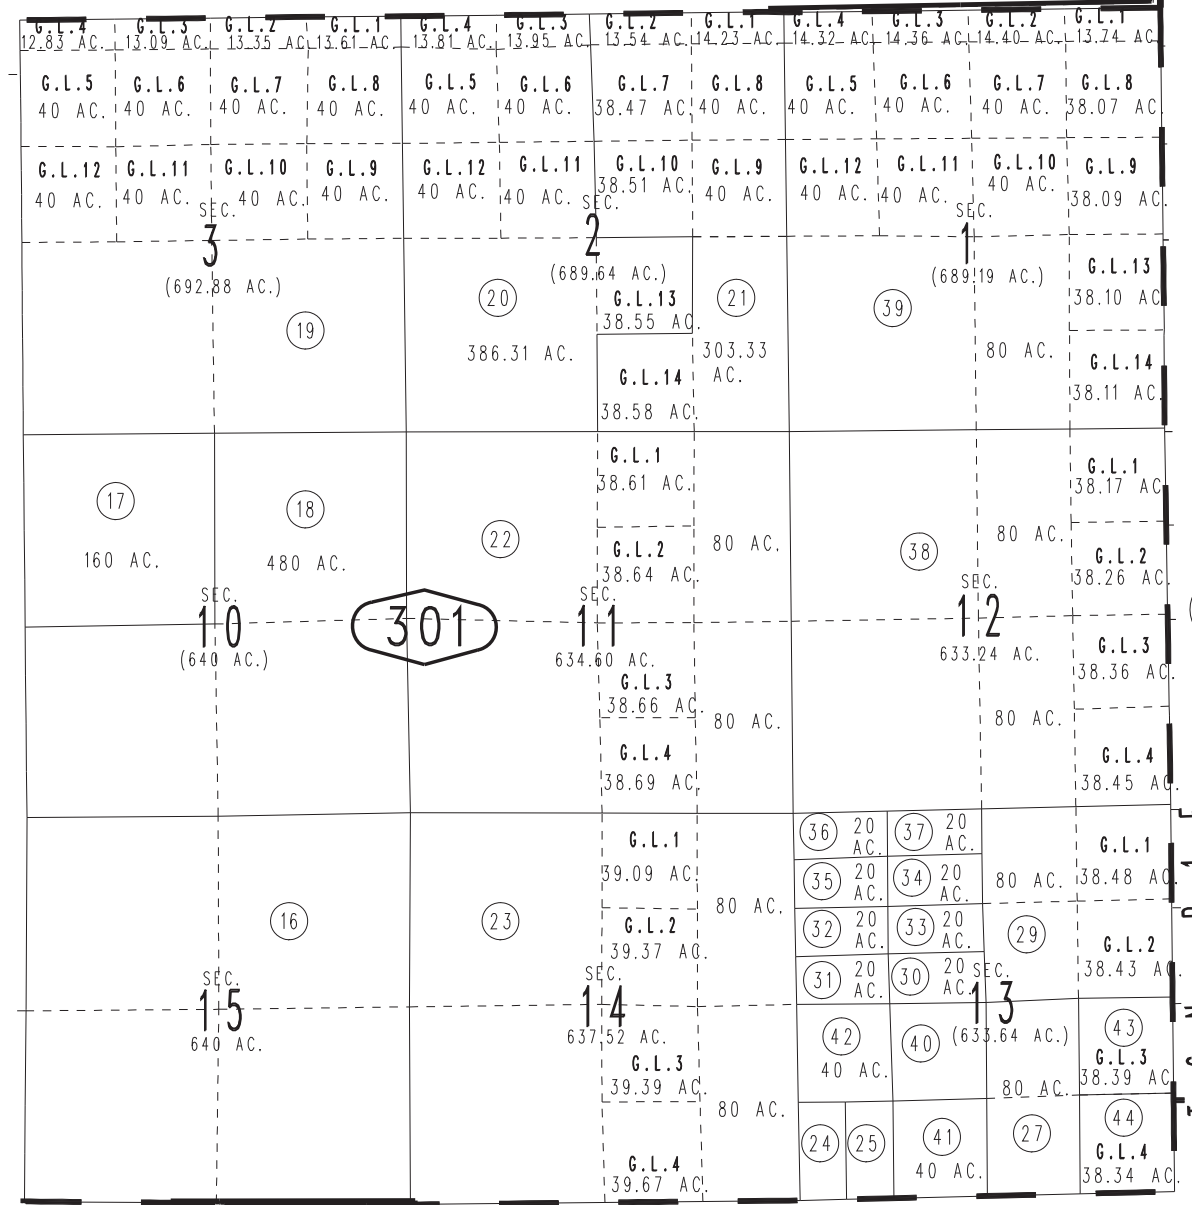 G.L.4 G.L.3 G.L.2 G.L.1 G.L.4 G.L.3 G.L.2 G.L.1 G.L.4 G.L.3 G.L.2 G.L.1
12.83 AC. 13.09 AC. 13.35 AC. 13.61 AC. 13.81 AC. 13.95 AC. 13.54 AC. 14.23 AC. 14.32 AC. 14.36 AC. 14.40 AC. 13.74 AC.
G.L.5 G.L.6 G.L.7 G.L.8 G.L.5 G.L.6 G.L.7 G.L.8 G.L.5 G.L.6 G.L.7 G.L.8
40 AC. 40 AC. 40 AC. 40 AC. 40 AC. 40 AC. 38.47 AC. 40 AC. 40 AC. 40 AC. 40 AC. 38.07 AC
G.L.12 G.L.11 G.L.10 G.L.9 G.L.12 G.L.11 G.L.10 G.L.9 G.L.12 G.L.11 G.L.10 G.L.9
40 AC. 40 AC. 40 AC. 40 AC. 40 AC. 40 AC. 38.51 AC. 40 AC. 40 AC. 40 AC. 40 AC. 38.09 AC.
SEC. SEC. SEC.
3 2 1
(692.88 AC.) (689.64 AC.) (689.19 AC.)
G.L.13
38.10 AC
20 G.L.13 21 39
38.55 AC.
19
386.31 AC. 303.33 AC.
80 AC.
G.L.14 G.L.14
38.58 AC. 38.11 AC.
G.L.1 G.L.1
38.61 AC. 38.17 AC
17 18 22 80 AC. 38 80 AC.
160 AC. 480 AC.
G.L.2 G.L.2
38.64 AC. 38.26 AC.
SEC. SEC. SEC.
10 301 11 12
(640 AC.) 634.60 AC. 633.24 AC.
G.L.3 G.L.3
38.66 AC. 38.36 AC.
80 AC. 80 AC.
G.L.4 G.L.4
38.69 AC. 38.45 AC.
36 20 AC. 37 20 AC.
G.L.1 G.L.1
39.09 AC. 38.48 AC.
35 20 AC. 34 20 AC. 80 AC.
80 AC.
16 23 G.L.2 32 20 AC. 33 20 AC. 29 G.L.2
39.37 AC. 38.43 AC.
31 20 AC. 30 20 AC.
SEC. SEC. SEC.
15 14 13
640 AC. 637.52 AC. (633.64 AC.)
42 40 43
40 AC.
G.L.3 G.L.3
39.39 AC. 38.39 AC
80 AC. 80 AC.
24 25 41 27 44
40 AC.
G.L.4 G.L.4
39.67 AC. 38.34 AC.